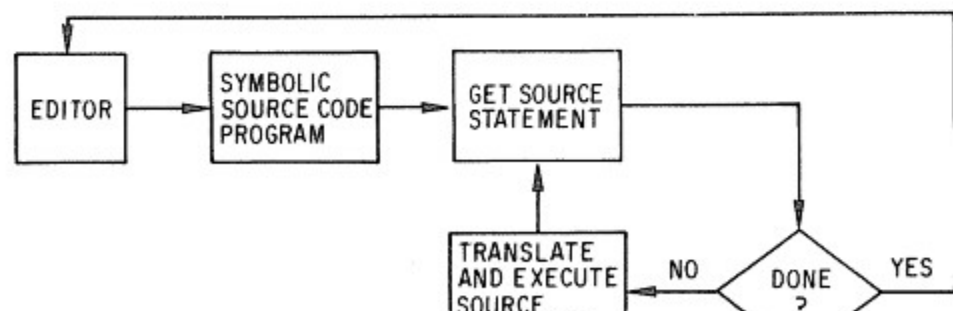 EDITOR
SYMBOLIC
SOURCE CODE
PROGRAM
GET SOURCE
STATEMENT
TRANSLATE
AND EXECUTE
SOURCE
NO
DONE
?
YES